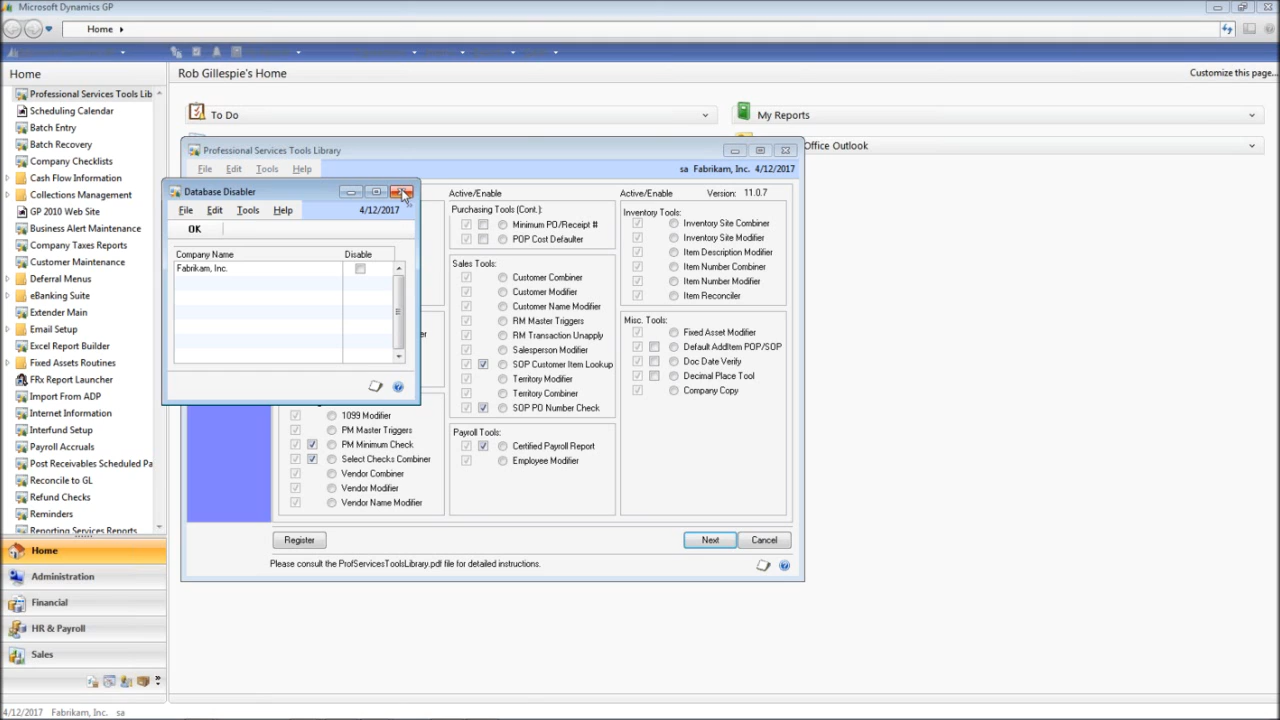 Microsoft Dynamics GP
Home
Home
Rob Gillespie's Home
Customize this page...
Professional Services Tools Lib
Scheduling Calendar
Batch Entry
Batch Recovery
Company Checklists
Cash Flow Information
Collections Management
GP 2010 Web Site
Business Alert Maintenance
Company Taxes Reports
Customer Maintenance
Deferral Menus
eBanking Suite
Extender Main
Email Setup
Excel Report Builder
Fixed Assets Routines
FRx Report Launcher
Import From ADP
Internet Information
Interfund Setup
Payroll Accruals
Post Receivables Scheduled Pa
Reconcile to GL
Refund Checks
Reminders
Reporting Services Reports
Home
Administration
Financial
HR & Payroll
Sales
To Do
My Reports
Office Outlook
Professional Services Tools Library
File Edit Tools Help
sa Fabrikam, Inc. 4/12/2017
Database Disabler
File Edit Tools Help
4/12/2017
OK
Company Name Disable
Fabrikam, Inc.
1099 Modifier
PM Master Triggers
PM Minimum Check
Select Checks Combiner
Vendor Combiner
Vendor Modifier
Vendor Name Modifier
Active/Enable
Purchasing Tools (Cont.):
Minimum PO/Receipt #
POP Cost Defaulter
Sales Tools:
Customer Combiner
Customer Modifier
Customer Name Modifier
RM Master Triggers
RM Transaction Unapply
Salesperson Modifier
SOP Customer Item Lookup
Territory Modifier
Territory Combiner
SOP PO Number Check
Payroll Tools:
Certified Payroll Report
Employee Modifier
Active/Enable
Version: 11.0.7
Inventory Tools:
Inventory Site Combiner
Inventory Site Modifier
Item Description Modifier
Item Number Combiner
Item Number Modifier
Item Reconciler
Misc. Tools:
Fixed Asset Modifier
Default AddItem POP/SOP
Doc Date Verify
Decimal Place Tool
Company Copy
Register
Next
Cancel
Please consult the ProfServicesToolsLibrary.pdf file for detailed instructions.
4/12/2017 Fabrikam, Inc. sa